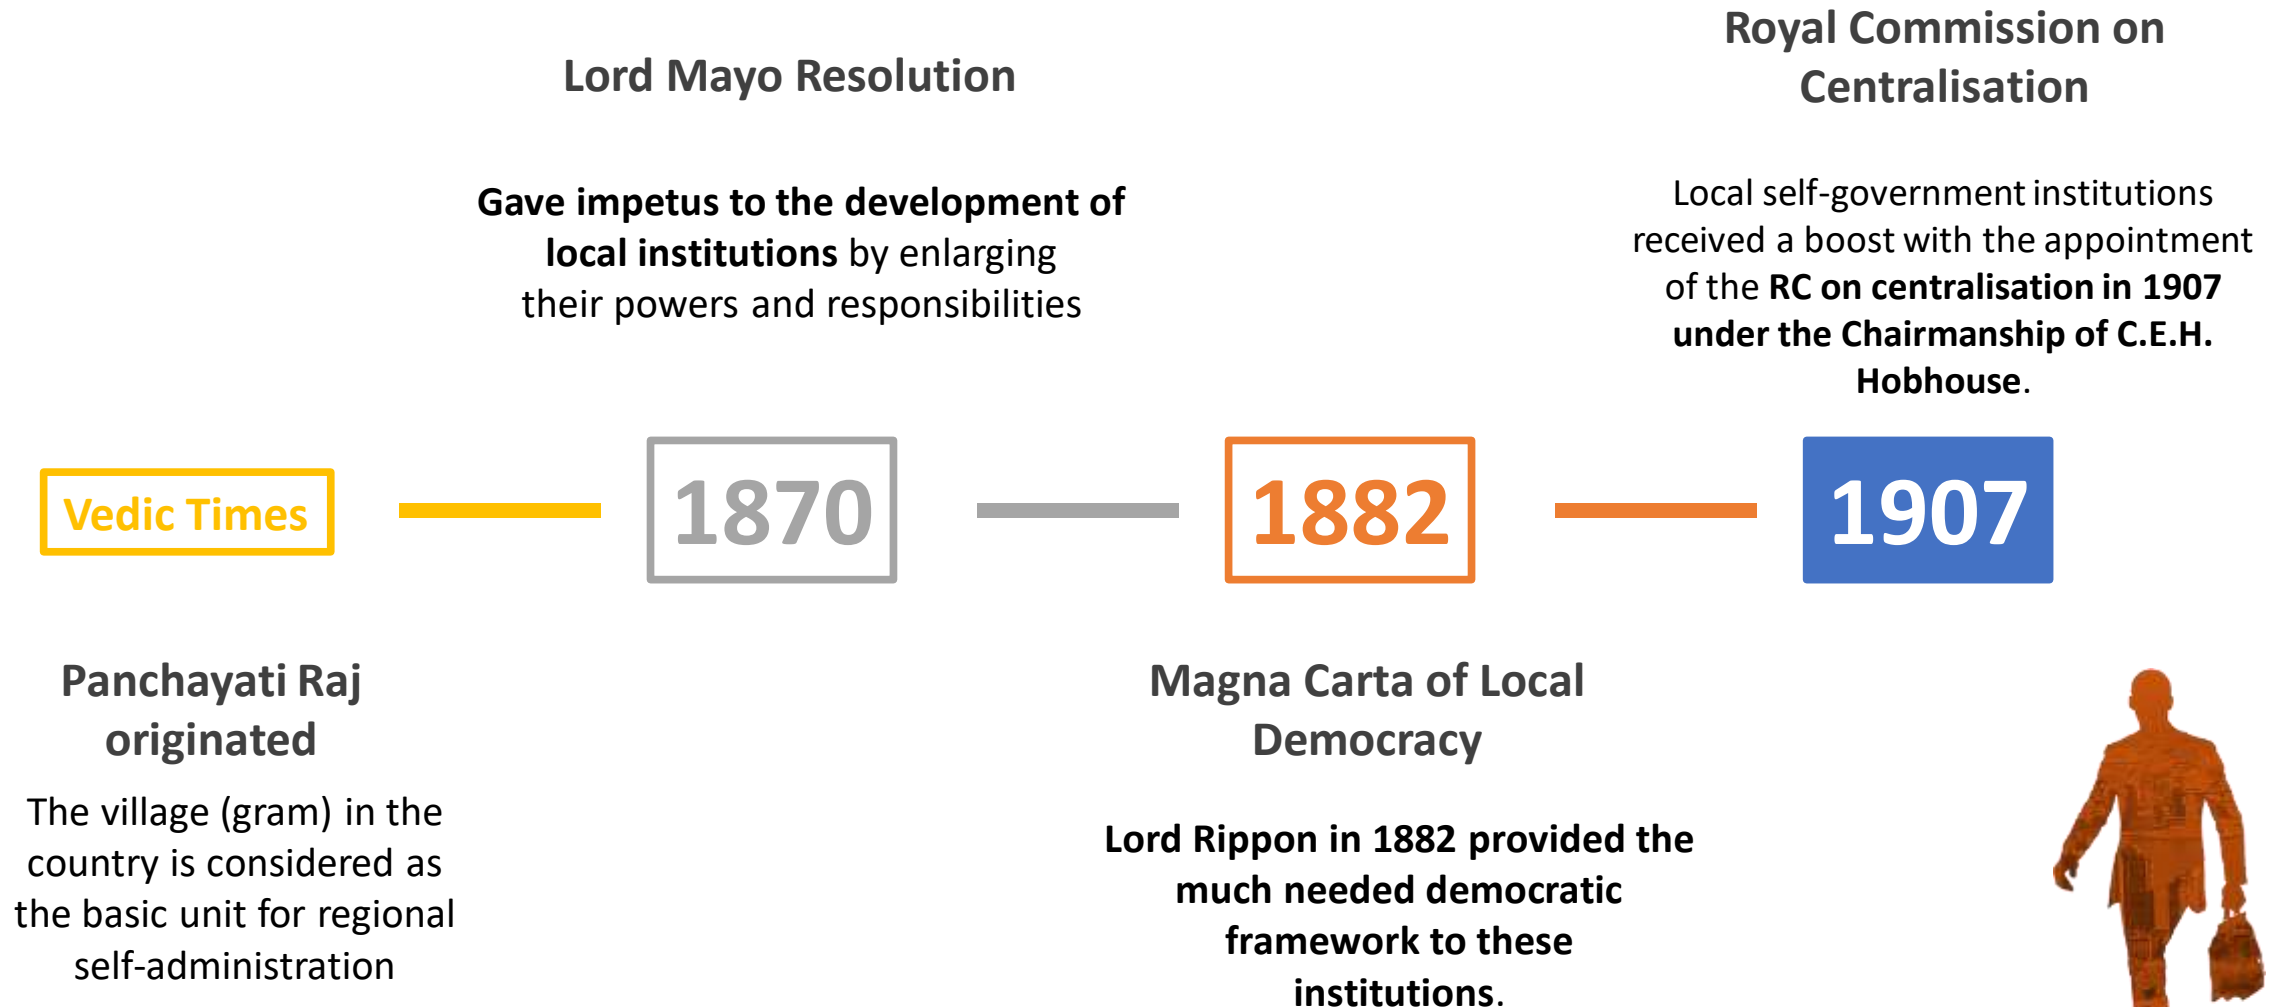 Lord Mayo Resolution
Gave impetus to the development of
local institutions by enlarging
their powers and responsibilities
Royal Commission on
Centralisation
Local self-government institutions
received a boost with the appointment
of the RC on centralisation in 1907
under the Chairmanship of C.E.H.
Hobhouse.
Vedic Times
1870
1882
1907
Panchayati Raj
originated
The village (gram) in the
country is considered as
the basic unit for regional
self-administration
Magna Carta of Local
Democracy
Lord Rippon in 1882 provided the
much needed democratic
framework to these
institutions.